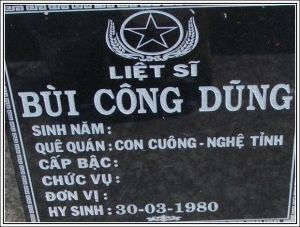 LIỆT SĨ
BÙI CÔNG DŨNG
SINH NĂM :
QUÊ QUÁN : CON CUÔNG - NGHỆ TỈNH
CẤP BẬC :
CHỨC VỤ :
ĐƠN VỊ :
HY SINH : 30-03-1980